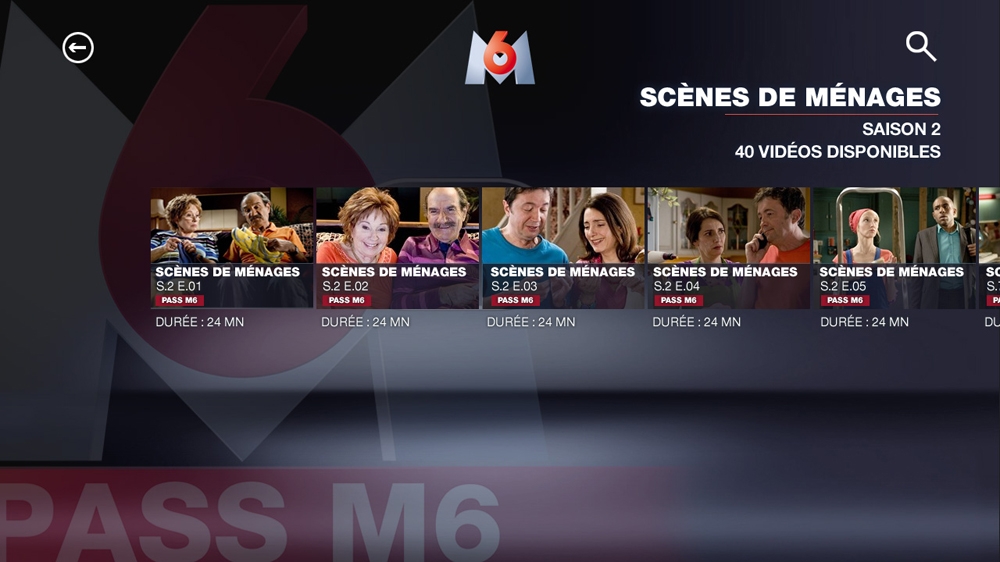 M6
SCÈNES DE MÉNAGES
SAISON 2
40 VIDÉOS DISPONIBLES
SCÈNES DE MÉNAGES
S.2 E.01
PASS M6
DURÉE : 24 MN
SCÈNES DE MÉNAGES
S.2 E.02
PASS M6
DURÉE : 24 MN
SCÈNES DE MÉNAGES
S.2 E.03
PASS M6
DURÉE : 24 MN
SCÈNES DE MÉNAGES
S.2 E.04
PASS M6
DURÉE : 24 MN
SCÈNES DE MÉNAGES
S.2 E.05
PASS M6
DURÉE : 24 MN
PASS M6